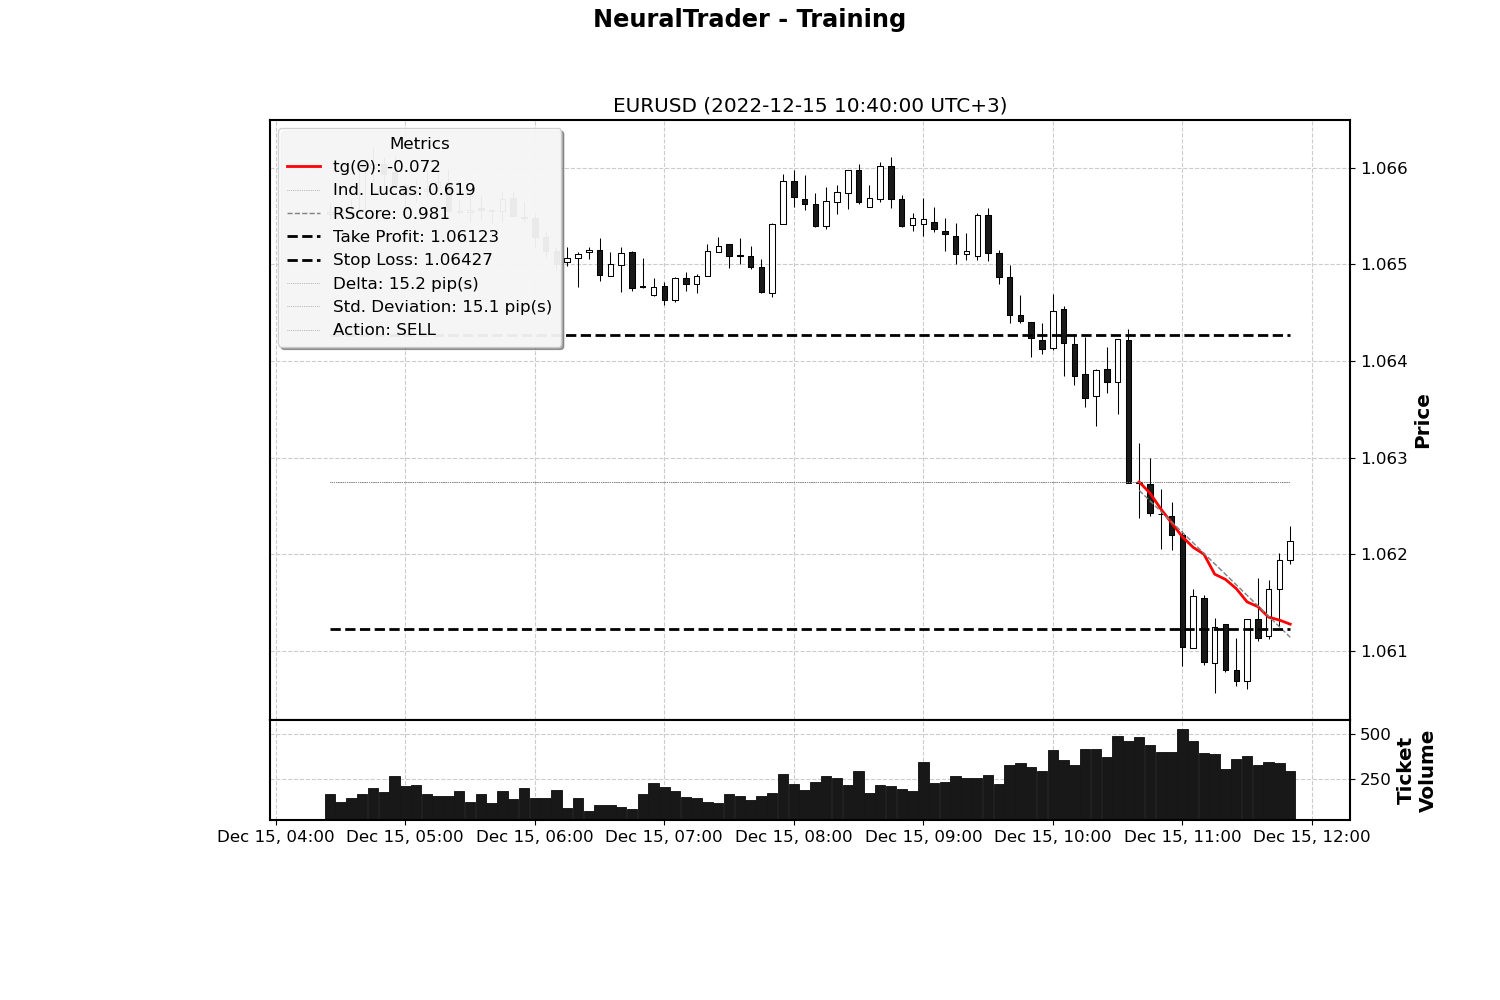 NeuralTrader - Training
EURUSD (2022-12-15 10:40:00 UTC+3)
Metrics
tg(Θ): -0.072
Ind. Lucas: 0.619
RScore: 0.981
Take Profit: 1.06123
Stop Loss: 1.06427
Delta: 15.2 pip(s)
Std. Deviation: 15.1 pip(s)
Action: SELL
1.066
1.065
1.064
1.063
1.062
1.061
Price
500
250
Ticket
Volume
Dec 15, 04:00 Dec 15, 05:00 Dec 15, 06:00 Dec 15, 07:00 Dec 15, 08:00 Dec 15, 09:00 Dec 15, 10:00 Dec 15, 11:00 Dec 15, 12:00